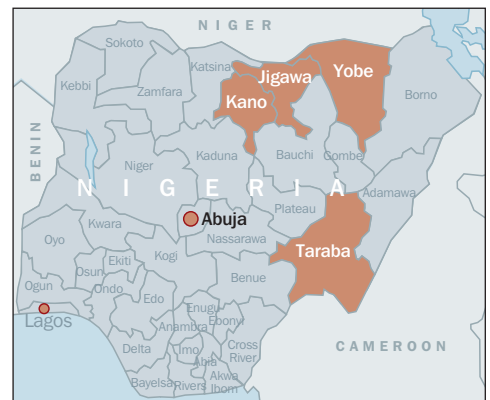 NIGER
Sokoto
Katsina
Jigawa
Yobe
Kebbi
Zamfara
Kano
Borno
BENIN
Niger
Kaduna
Bauchi
Gombe
NIGERIA
Adamawa
Abuja
Plateau
Kwara
Nassarawa
Oyo
Kogi
Taraba
Ekiti
Osun
Benue
Ogun
Ondo
Edo
Lagos
Enugu
Ebonyi
Anambra
CAMEROON
Delta
Imo
Cross
River
Abia
Akwa
Ibom
Bayelsa
Rivers